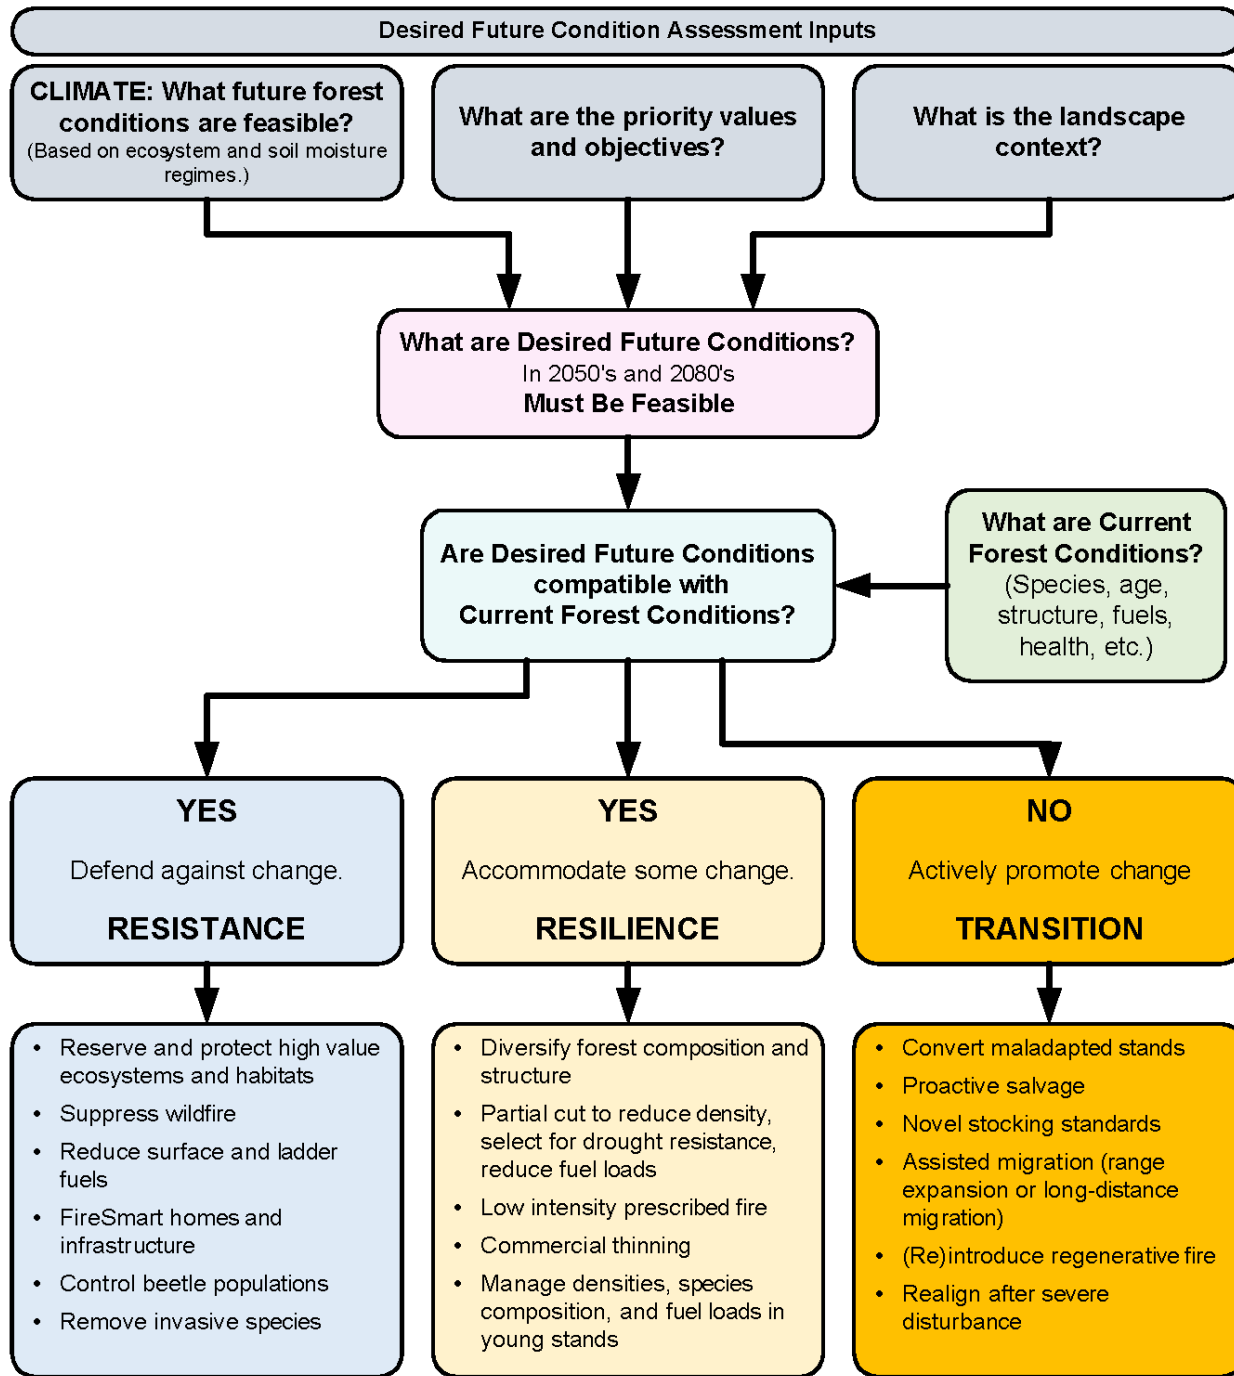 Desired Future Condition Assessment Inputs
CLIMATE: What future forest
conditions are feasible?
(Based on ecosystem and soil moisture
regimes.)
What are the priority values
and objectives?
What is the landscape
context?
What are Desired Future Conditions?
In 2050's and 2080's
Must Be Feasible
Are Desired Future Conditions
compatible with
Current Forest Conditions?
What are Current
Forest Conditions?
(Species, age,
structure, fuels,
health, etc.)
YES
Defend against change.
RESISTANCE
YES
Accommodate some change.
RESILIENCE
NO
Actively promote change
TRANSITION
• Reserve and protect high value
ecosystems and habitats
• Suppress wildfire
• Reduce surface and ladder
fuels
• FireSmart homes and
infrastructure
• Control beetle populations
• Remove invasive species
• Diversify forest composition and
structure
• Partial cut to reduce density,
select for drought resistance,
reduce fuel loads
• Low intensity prescribed fire
• Commercial thinning
• Manage densities, species
composition, and fuel loads in
young stands
• Convert maladapted stands
• Proactive salvage
• Novel stocking standards
• Assisted migration (range
expansion or long-distance
migration)
• (Re)introduce regenerative fire
• Realign after severe
disturbance